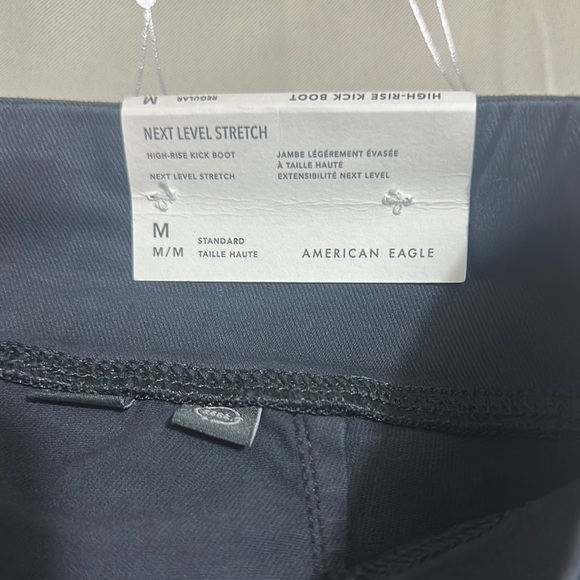 M REGULAR HIGH-RISE KICK BOOT
NEXT LEVEL STRETCH
HIGH-RISE KICK BOOT
NEXT LEVEL STRETCH
JAMBE LÉGÈREMENT ÉVASÉE
À TAILLE HAUTE
EXTENSIBILITÉ NEXT LEVEL
M
M/M
STANDARD
TAILLE HAUTE
AMERICAN EAGLE